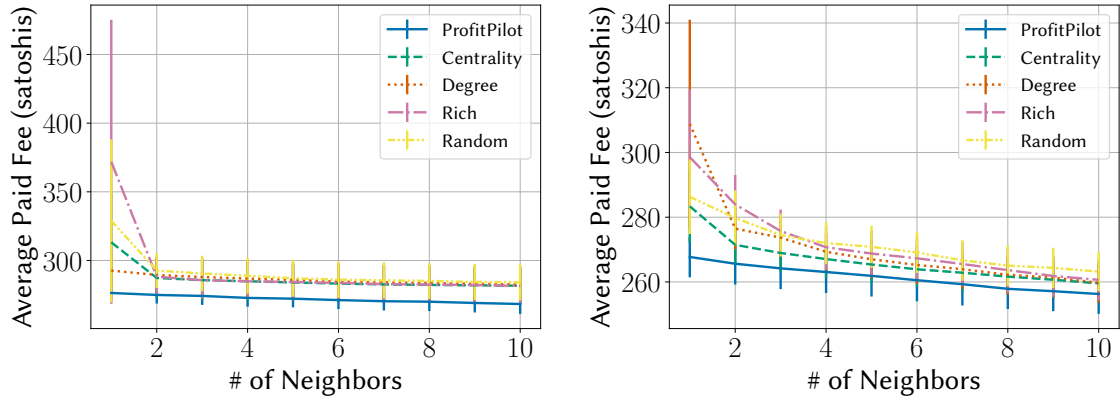 Average Paid Fee (satoshis)
450
400
350
300
2
4
6
8
10
# of Neighbors
ProfitPilot
Centrality
Degree
Rich
Random
Average Paid Fee (satoshis)
340
320
300
280
260
2
4
6
8
10
# of Neighbors
ProfitPilot
Centrality
Degree
Rich
Random